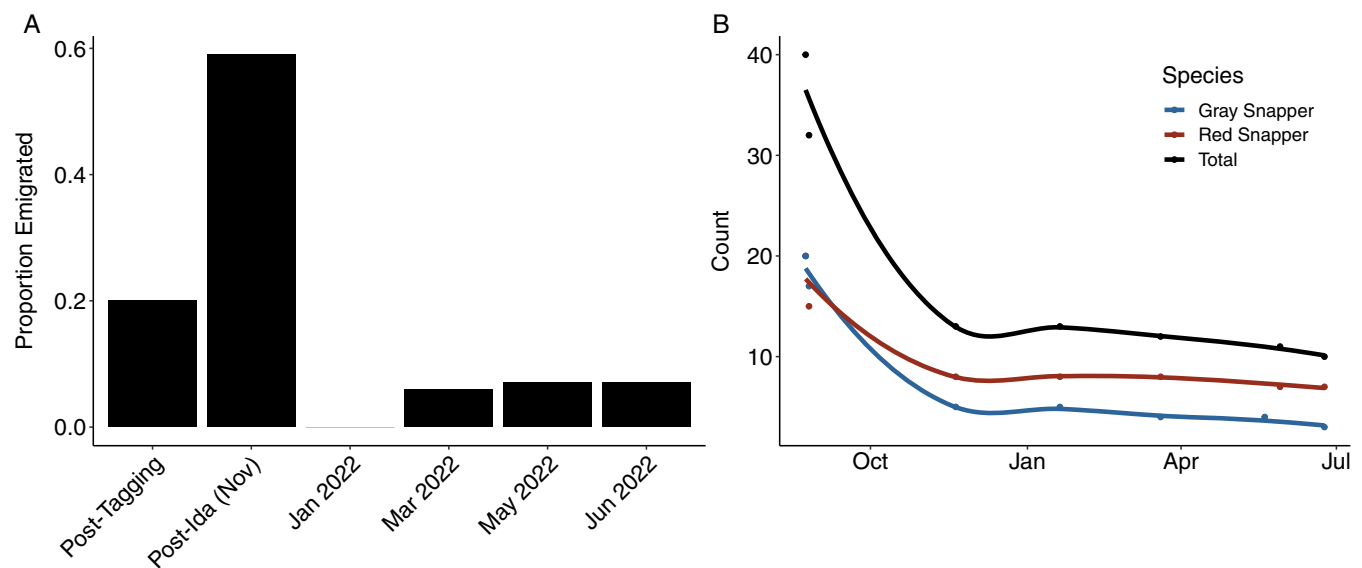 A
Proportion Emigrated
0.6
0.4
0.2
0.0
Post-Tagging
Post-Ida (Nov)
Jan 2022
Mar 2022
May 2022
Jun 2022
B
Count
40
30
20
10
Oct
Jan
Apr
Jul
Species
Gray Snapper
Red Snapper
Total